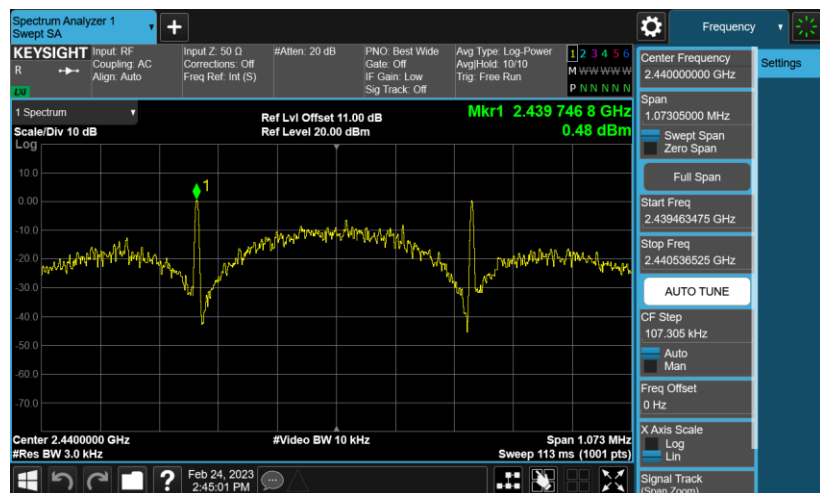 Spectrum Analyzer 1
Swept SA
Frequency
KEYSIGHT
R
LXI
Input: RF
Coupling: AC
Align: Auto
Input Z: 50 Ω
Corrections: Off
Freq Ref: Int (S)
#Atten: 20 dB
PNO: Best Wide
Gate: Off
IF Gain: Low
Sig Track: Off
Avg Type: Log-Power
Avg|Hold: 10/10
Trig: Free Run
1 2 3 4 5 6
M W W W W W
P N N N N N
1 Spectrum
Scale/Div 10 dB
Log
Ref Lvl Offset 11.00 dB
Ref Level 20.00 dBm
Mkr1 2.439 746 8 GHz
0.48 dBm
10.0
0.00
-10.0
-20.0
-30.0
-40.0
-50.0
-60.0
-70.0
1
Center 2.4400000 GHz
#Res BW 3.0 kHz
#Video BW 10 kHz
Span 1.073 MHz
Sweep 113 ms (1001 pts)
?
Feb 24, 2023
2:45:01 PM
Center Frequency
2.440000000 GHz
Span
1.07305000 MHz
Swept Span
Zero Span
Full Span
Start Freq
2.439463475 GHz
Stop Freq
2.440536525 GHz
AUTO TUNE
CF Step
107.305 kHz
Auto
Man
Freq Offset
0 Hz
X Axis Scale
Log
Lin
Signal Track
(Span Zoom)
Settings